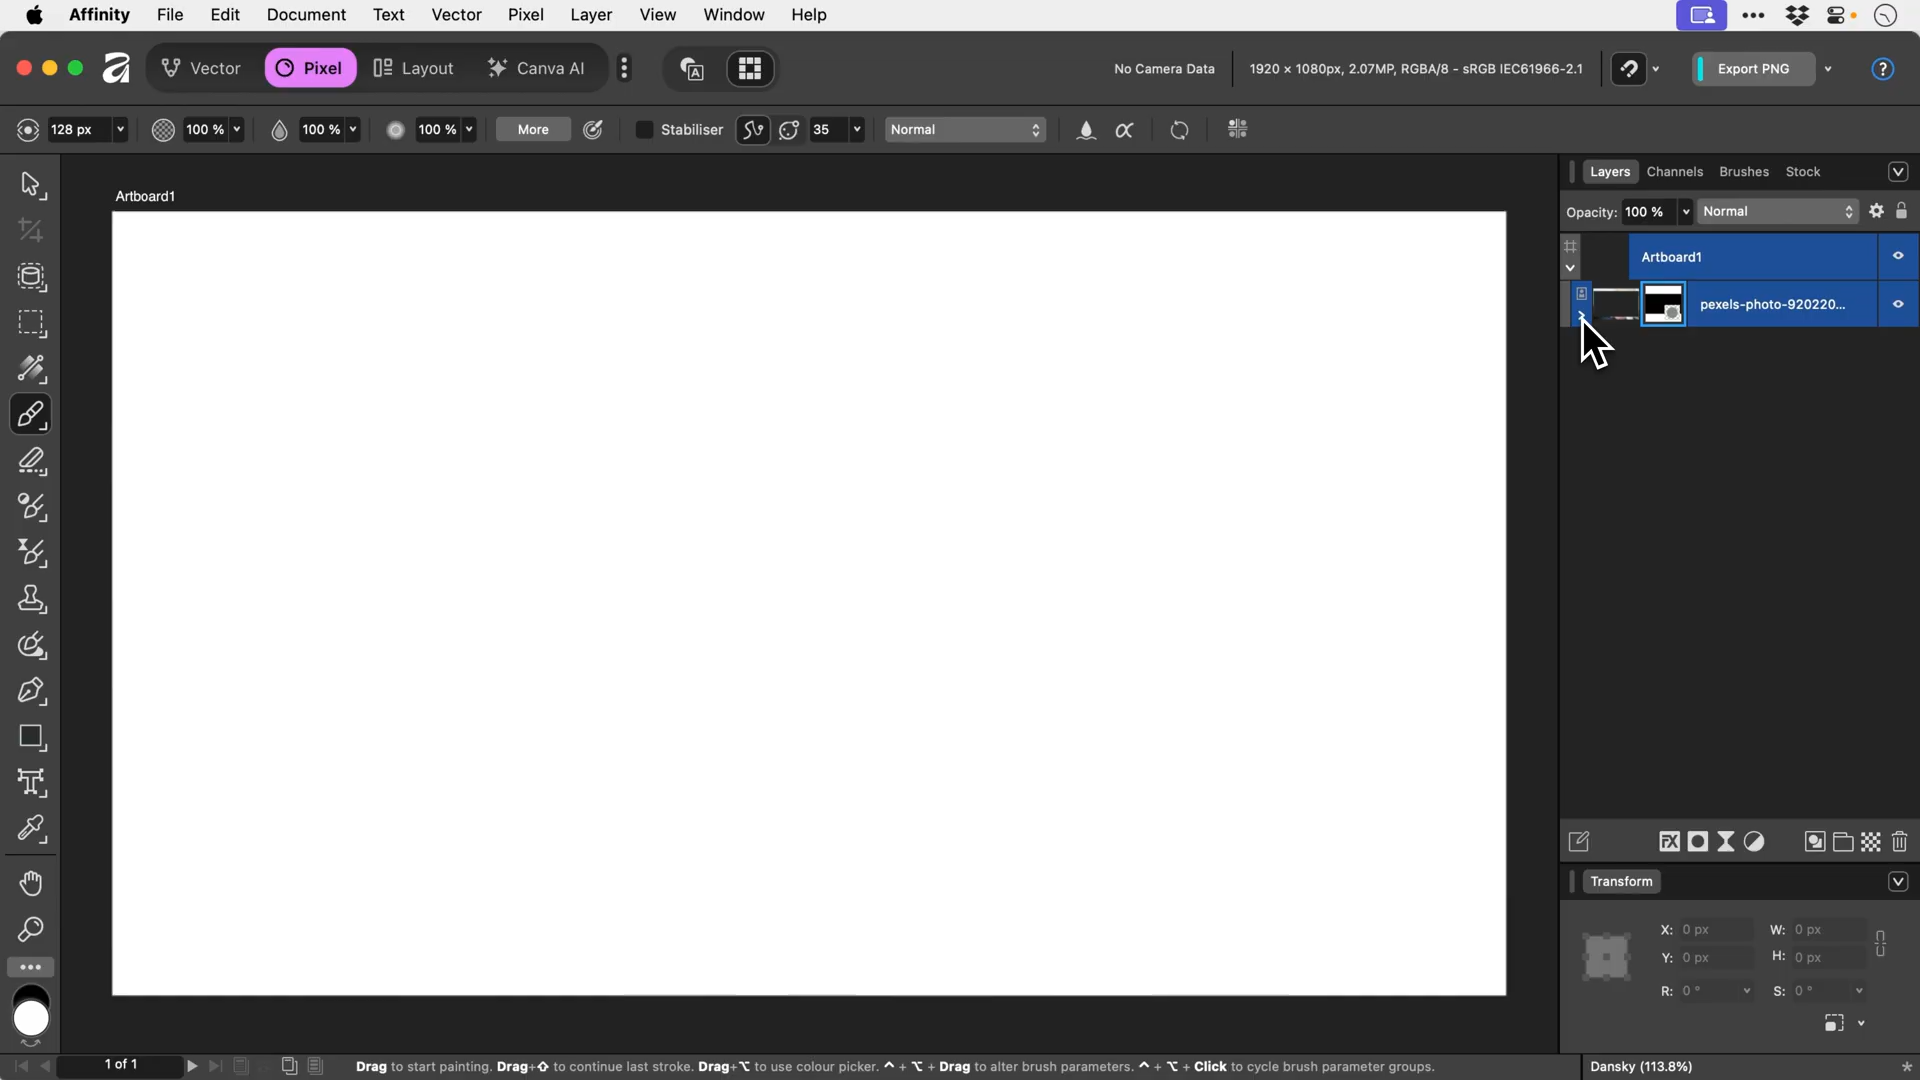 Affinity File Edit Document Text Vector Pixel Layer View Window Help
Vector Pixel Layout Canva AI
No Camera Data 1920 × 1080px, 2.07MP, RGBA/8 - sRGB IEC61966-2.1 Export PNG ?
128 px 100 % 100 % 100 % More Stabiliser 35 Normal
Layers Channels Brushes Stock
Artboard1
Opacity: 100 % Normal
Artboard1
pexels-photo-920220...
FX
Transform
X: 0 px W: 0 px
Y: 0 px H: 0 px
R: 0 ° S: 0 °
1 of 1
Drag to start painting. Drag+⇧ to continue last stroke. Drag+⌥ to use colour picker. ^ + ⌥ + Drag to alter brush parameters. ^ + ⌥ + Click to cycle brush parameter groups.
Dansky (113.8%) *